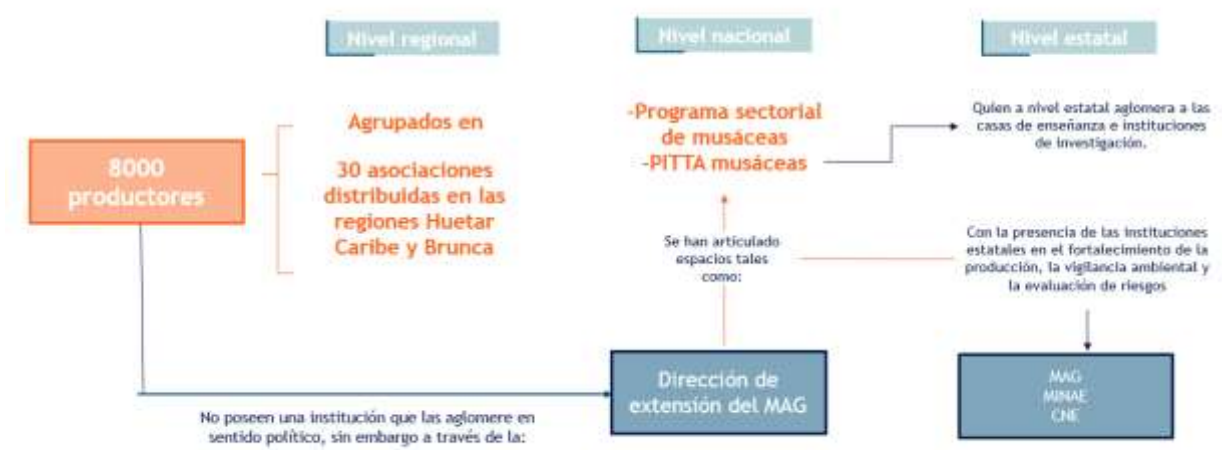 Nivel regional
Nivel nacional
Nivel estatal
8000
productores
Agrupados en
30 asociaciones
distribuidas en las
regiones Huetar
Caribe y Brunca
-Programa sectorial
de musáceas
-PITTA musáceas
Quien a nivel estatal aglomera a las
casas de enseñanza e instituciones
de investigación.
Se han articulado
espacios tales
como:
Con la presencia de las instituciones
estatales en el fortalecimiento de la
producción, la vigilancia ambiental y
la evaluación de riesgos
Dirección de
extensión del MAG
MAG
MINAE
CNE
No poseen una institución que las aglomere en
sentido político, sin embargo a través de la: